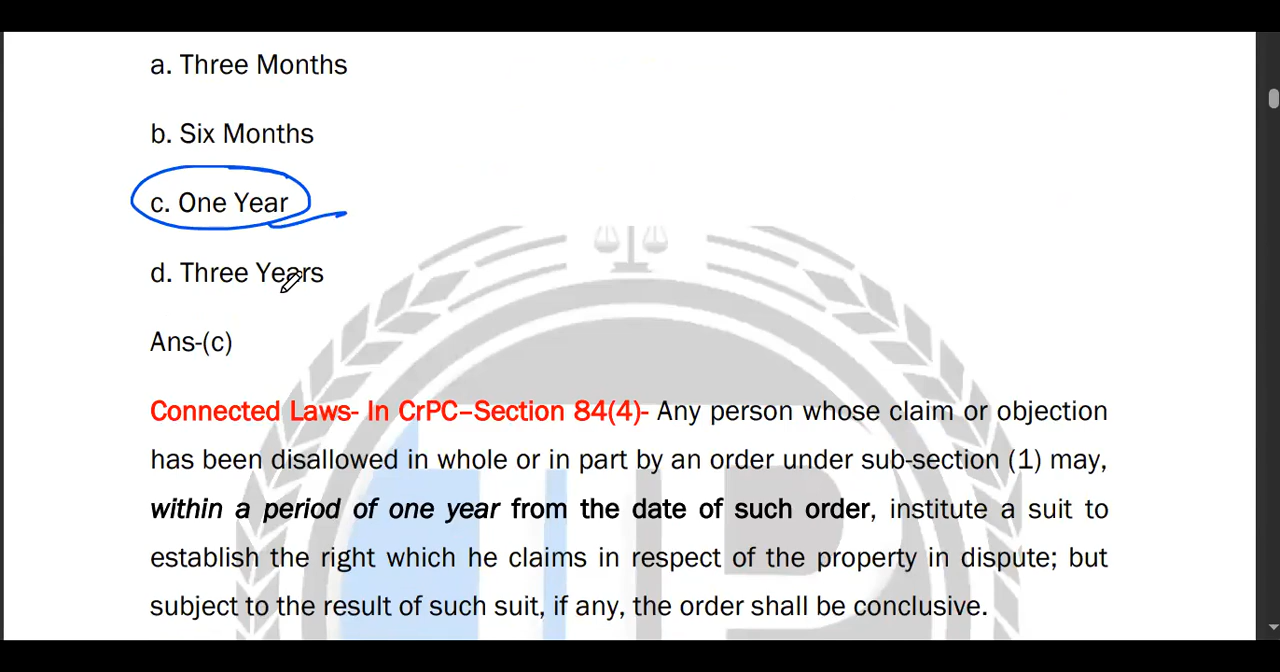 a. Three Months
b. Six Months
c. One Year
d. Three Years
Ans-(c)
Connected Laws- In CrPC–Section 84(4)- Any person whose claim or objection
has been disallowed in whole or in part by an order under sub-section (1) may,
within a period of one year from the date of such order, institute a suit to
establish the right which he claims in respect of the property in dispute; but
subject to the result of such suit, if any, the order shall be conclusive.